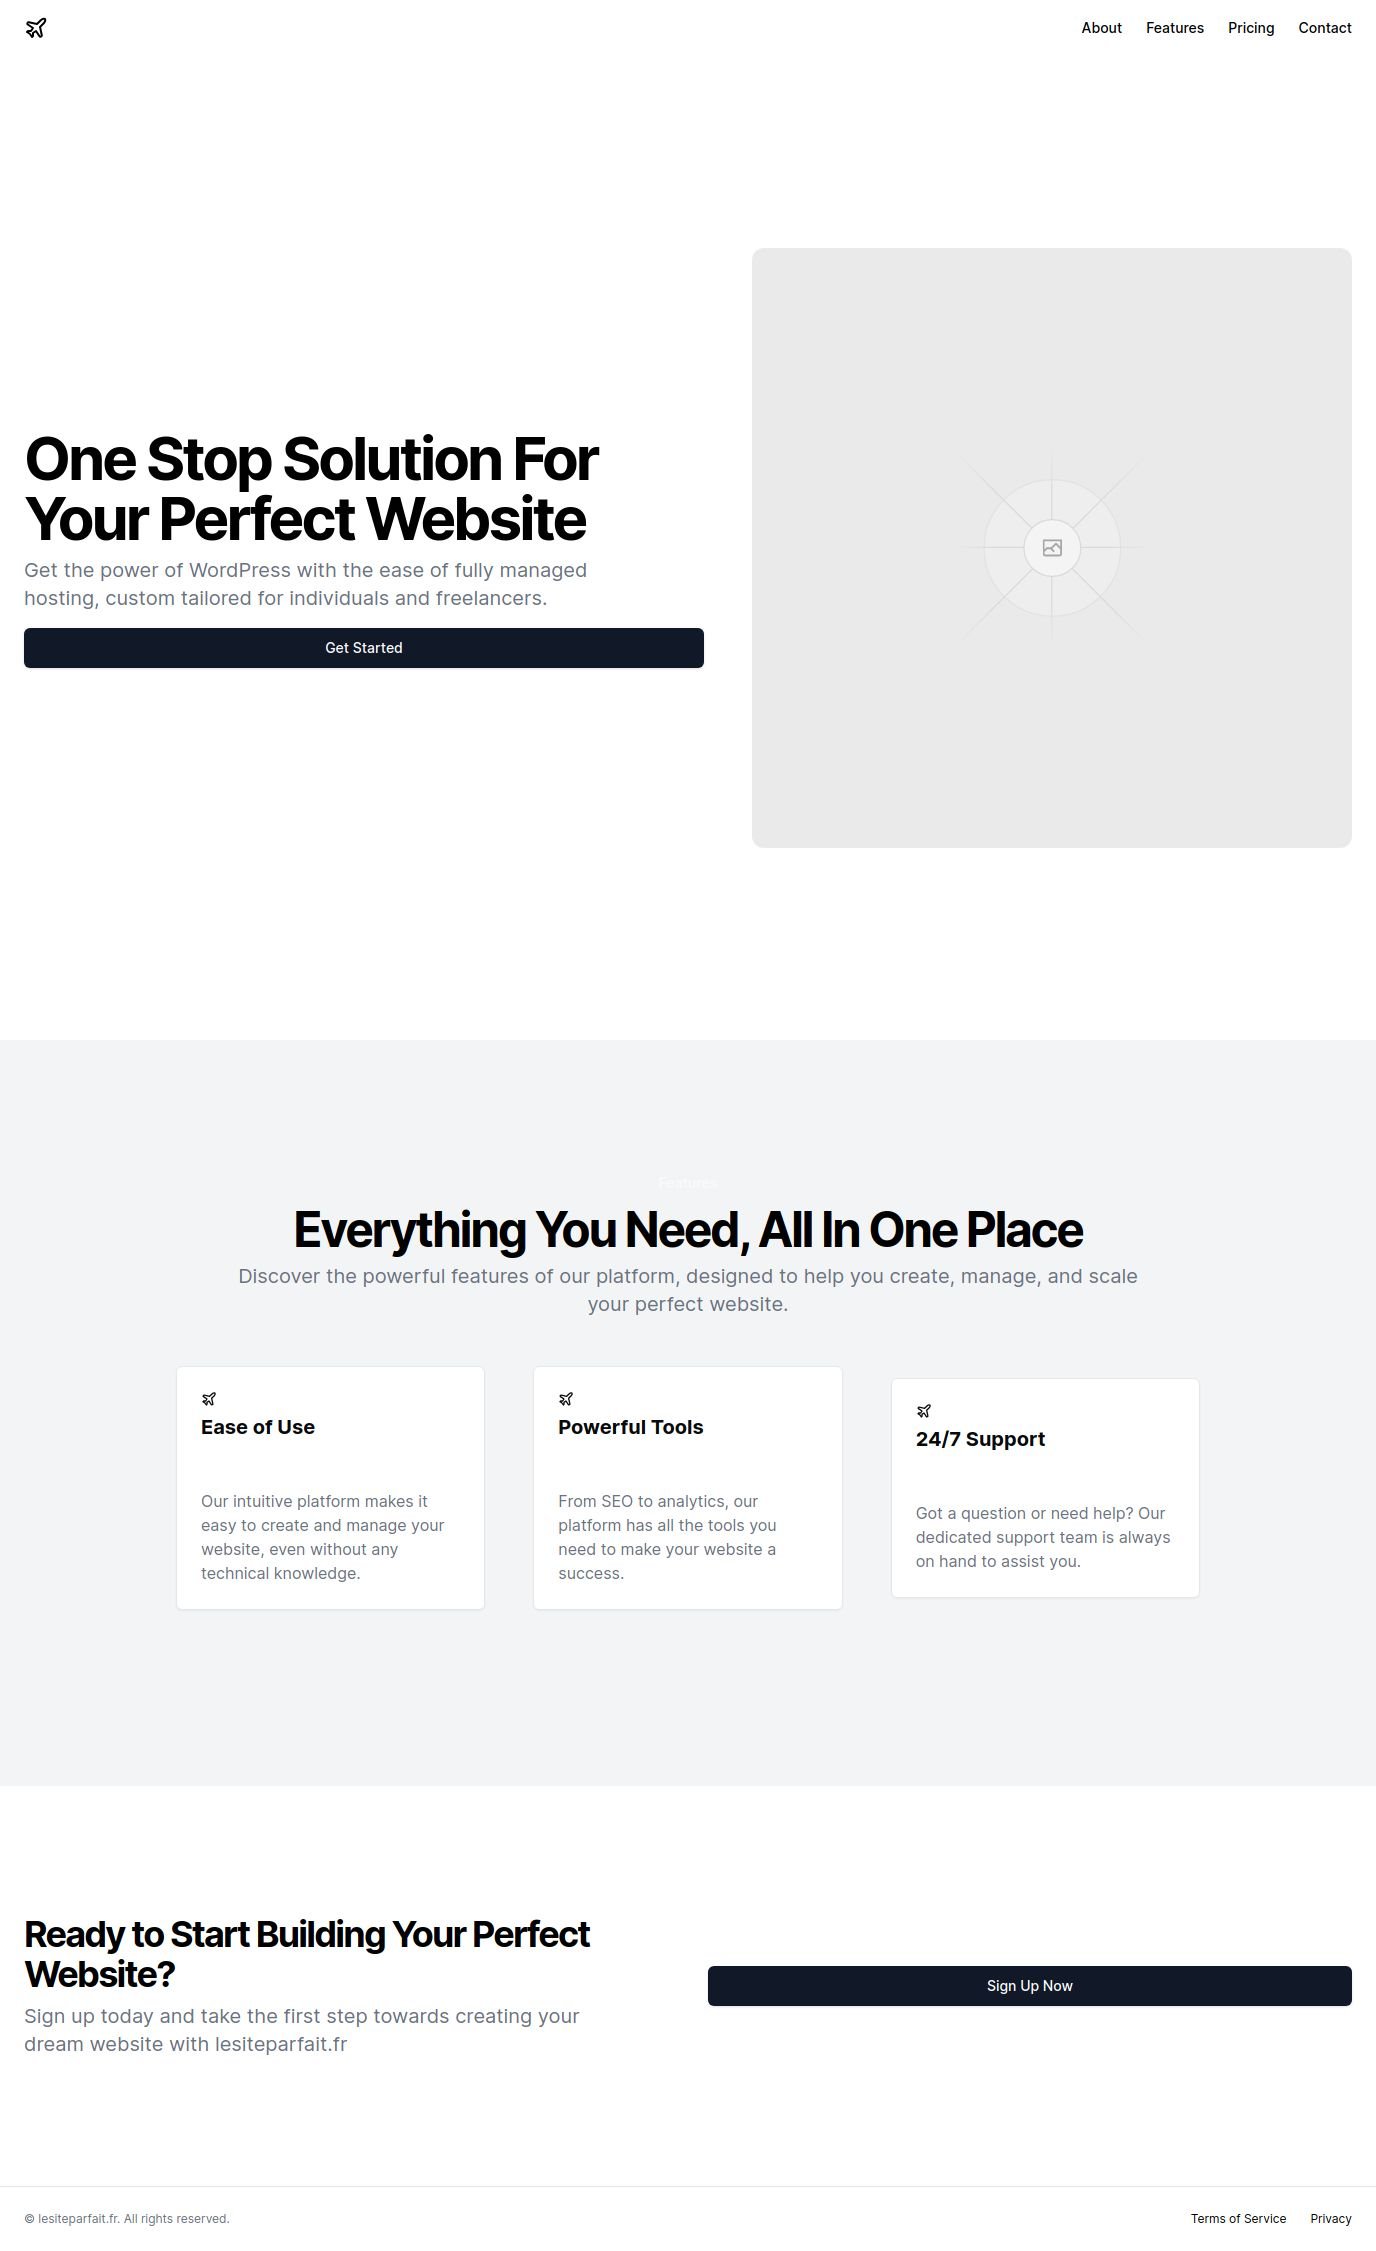 About Features Pricing Contact
One Stop Solution For
Your Perfect Website
Get the power of WordPress with the ease of fully managed
hosting, custom tailored for individuals and freelancers.
Get Started
Features
Everything You Need, All In One Place
Discover the powerful features of our platform, designed to help you create, manage, and scale
your perfect website.
Ease of Use
Our intuitive platform makes it
easy to create and manage your
website, even without any
technical knowledge.
Powerful Tools
From SEO to analytics, our
platform has all the tools you
need to make your website a
success.
24/7 Support
Got a question or need help? Our
dedicated support team is always
on hand to assist you.
Ready to Start Building Your Perfect
Website?
Sign up today and take the first step towards creating your
dream website with lesiteparfait.fr
Sign Up Now
© lesiteparfait.fr. All rights reserved.
Terms of Service Privacy